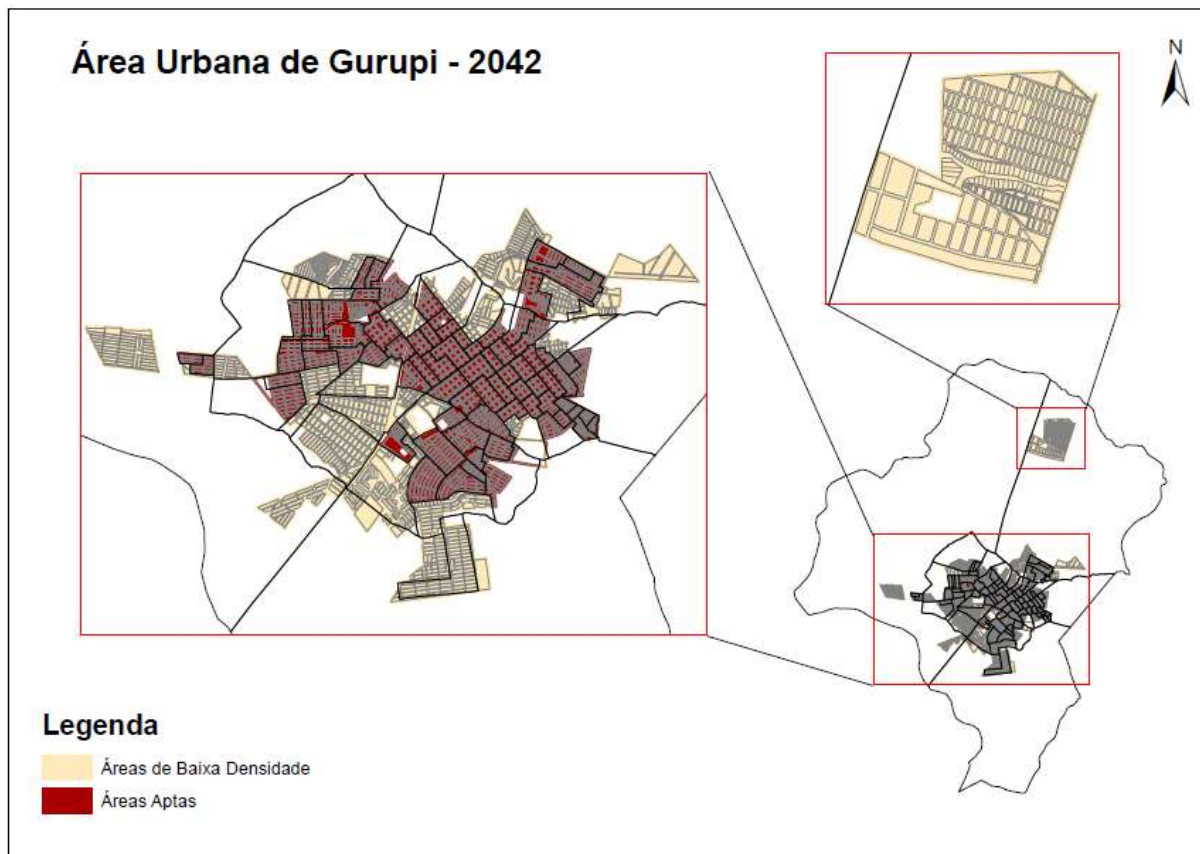 Área Urbana de Gurupi - 2042
N
Legenda
Áreas de Baixa Densidade
Áreas Aptas